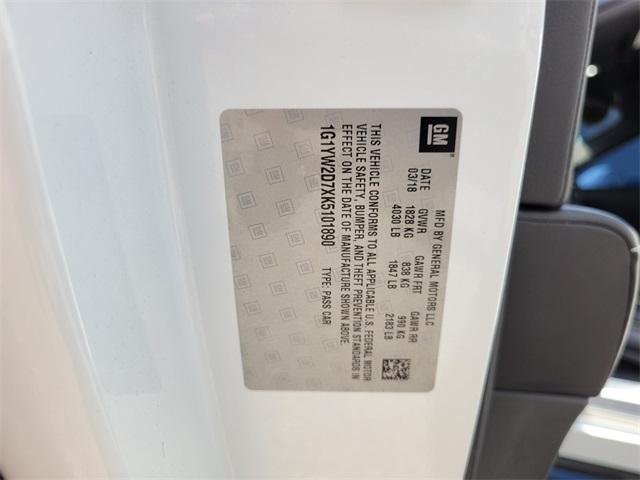 GM
MFD BY GENERAL MOTORS LLC
DATE GVWR GAWR FRT GAWR RR
03/18 1828 KG 838 KG 990 KG
4030 LB 1847 LB 2183 LB
THIS VEHICLE CONFORMS TO ALL APPLICABLE U.S. FEDERAL MOTOR
VEHICLE SAFETY, BUMPER, AND THEFT PREVENTION STANDARDS IN
EFFECT ON THE DATE OF MANUFACTURE SHOWN ABOVE.
1G1YW2D7XK5101890 TYPE: PASS CAR